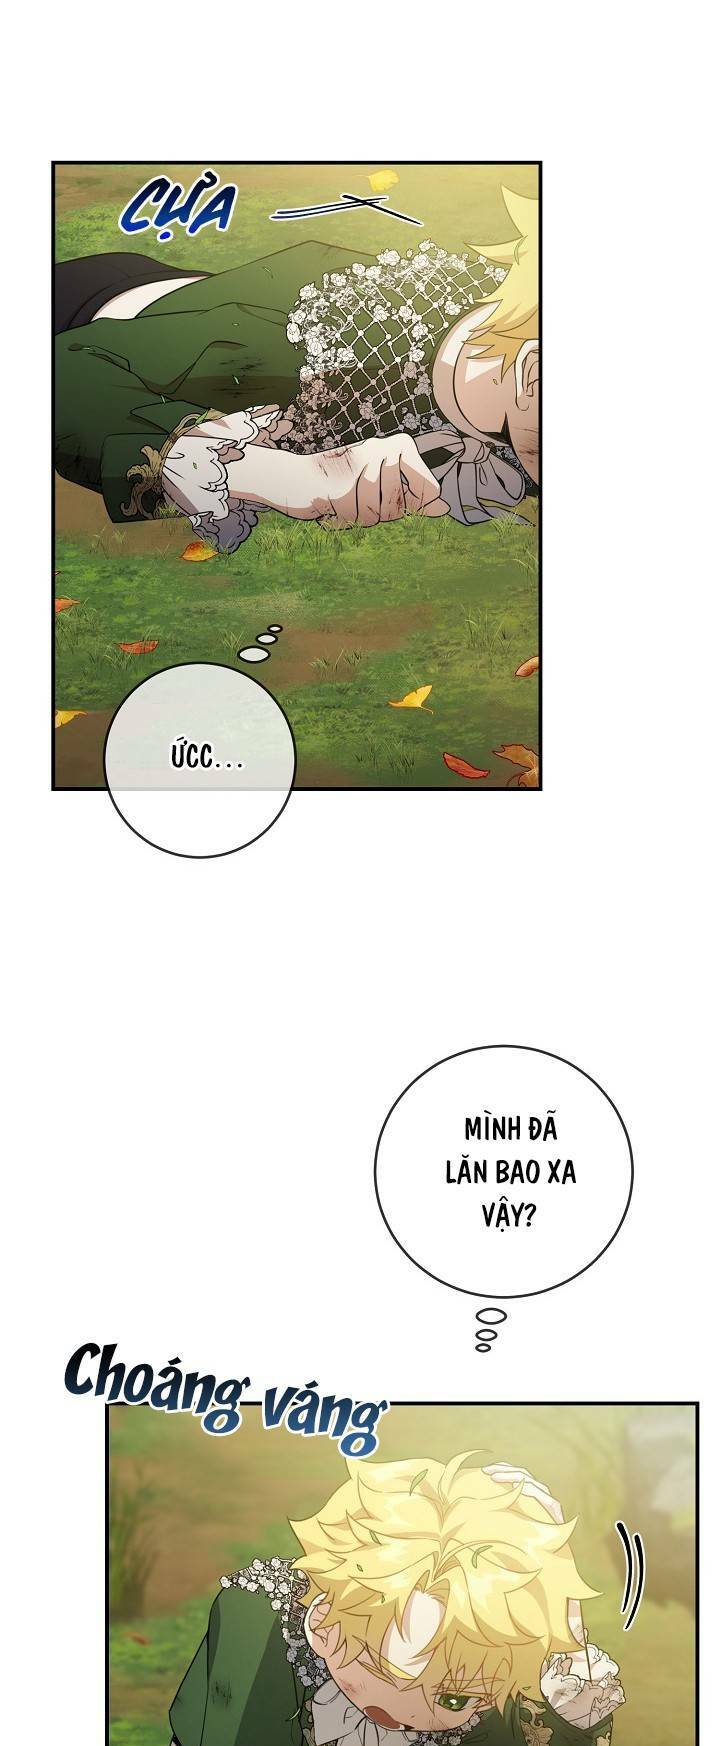 CỰA
ỨCC...
MÌNH ĐÃ
LĂN BAO XA
VẬY?
Choáng váng